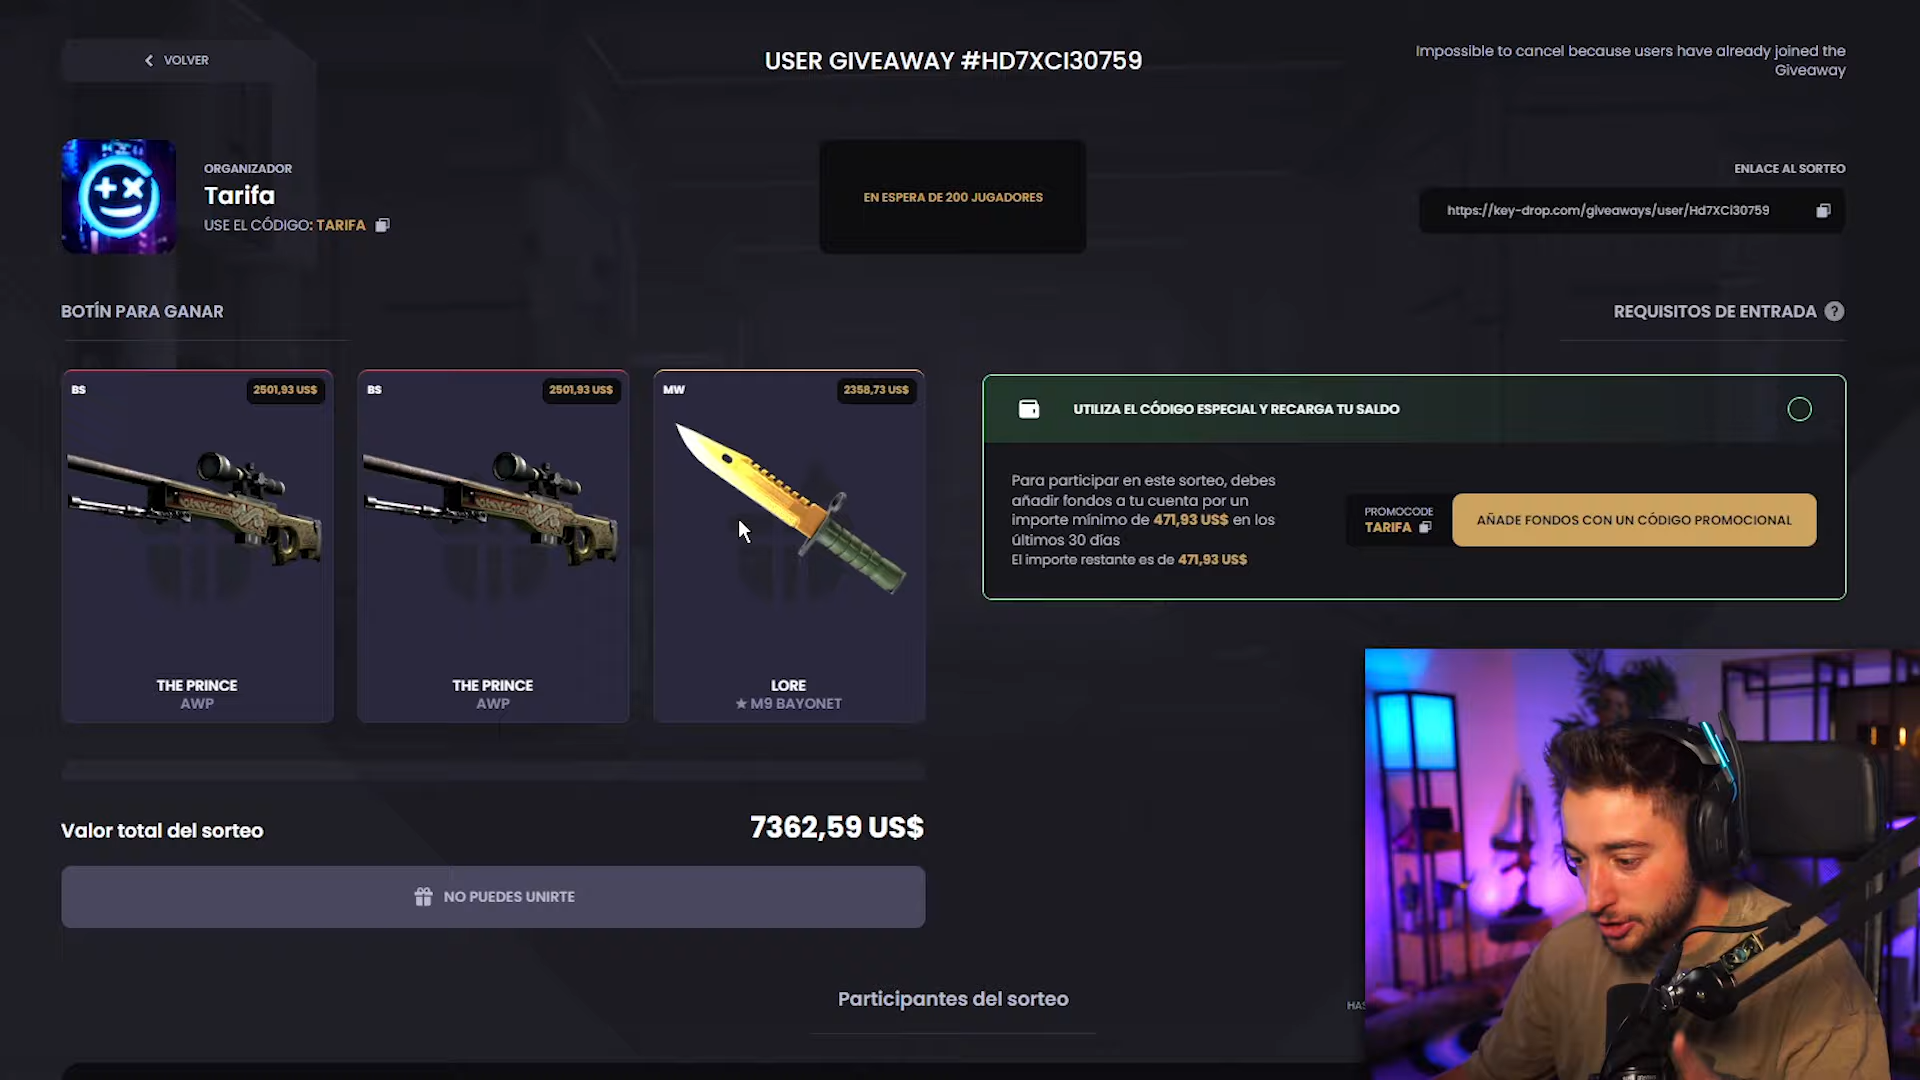 VOLVER
USER GIVEAWAY #HD7XCI30759
Impossible to cancel because users have already joined the
Giveaway
ORGANIZADOR
Tarifa
USE EL CÓDIGO: TARIFA
EN ESPERA DE 200 JUGADORES
ENLACE AL SORTEO
https://key-drop.com/giveaways/user/Hd7XCI30759
BOTÍN PARA GANAR
REQUISITOS DE ENTRADA ?
BS 2501,93 US$
THE PRINCE
AWP
BS 2501,93 US$
THE PRINCE
AWP
MW 2358,73 US$
LORE
★ M9 BAYONET
UTILIZA EL CÓDIGO ESPECIAL Y RECARGA TU SALDO
Para participar en este sorteo, debes
añadir fondos a tu cuenta por un
importe mínimo de 471,93 US$ en los
últimos 30 días
El importe restante es de 471,93 US$
PROMOCODE
TARIFA
AÑADE FONDOS CON UN CÓDIGO PROMOCIONAL
Valor total del sorteo
7362,59 US$
NO PUEDES UNIRTE
Participantes del sorteo